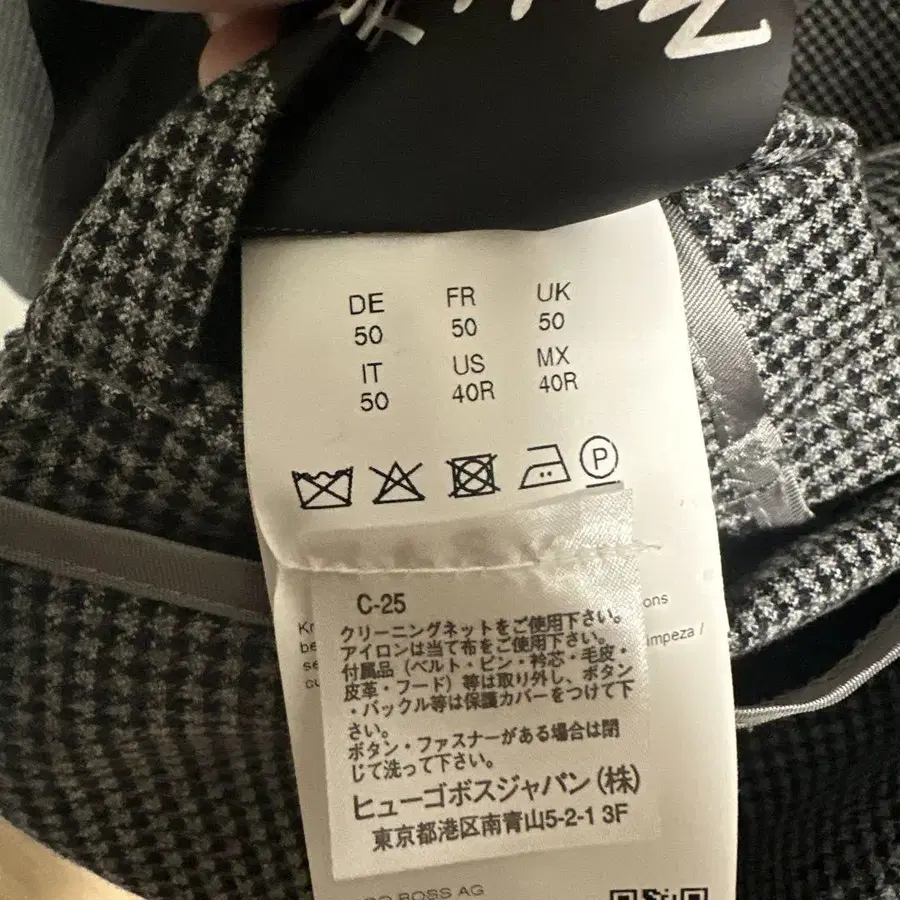 DE FR UK
50 50 50
IT US MX
50 40R 40R
P
C-25
クリーニングネットをご使用下さい。
アイロンは当て布をご使用下さい。
付属品（ベルト・ピン・衿芯・毛皮・
皮革・フード）等は取り外し、ボタン
・バックル等は保護カバーをつけて下
さい。
ボタン・ファスナーがある場合は閉
じて洗って下さい。
ヒューゴボスジャパン（株）
東京都港区南青山5-2-1 3F
BOSS AG